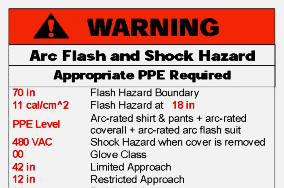 WARNING
Arc Flash and Shock Hazard
Appropriate PPE Required
70 in Flash Hazard Boundary
11 cal/cm^2 Flash Hazard at 18 in
PPE Level Arc-rated shirt & pants + arc-rated
coverall + arc-rated arc flash suit
480 VAC Shock Hazard when cover is removed
00 Glove Class
42 in Limited Approach
12 in Restricted Approach